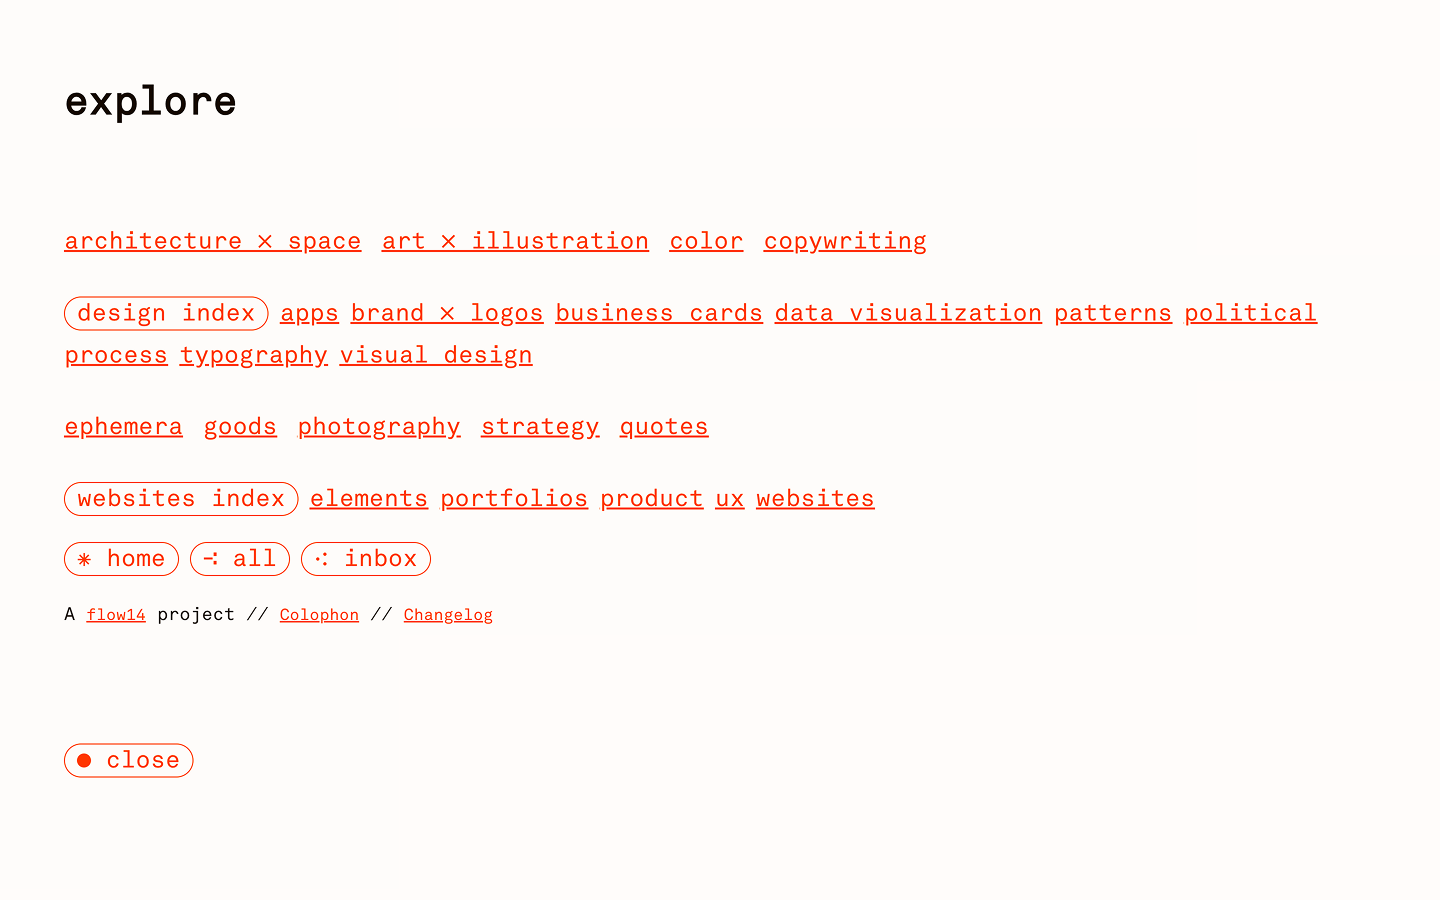 explore
architecture × space art × illustration color copywriting
design index apps brand × logos business cards data visualization patterns political
process typography visual design
ephemera goods photography strategy quotes
websites index elements portfolios product ux websites
home all inbox
A flow14 project // Colophon // Changelog
close